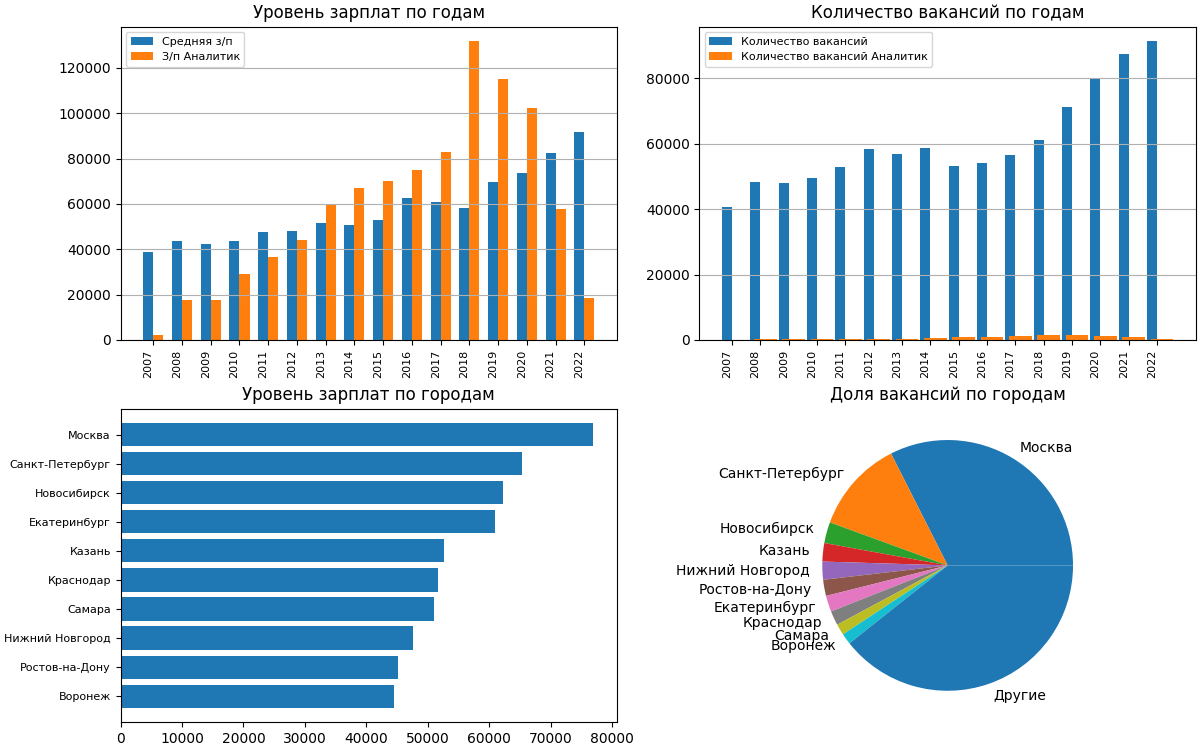 Уровень зарплат по годам
Средняя з/п
З/п Аналитик
120000
100000
80000
60000
40000
20000
0
2007 2008 2009 2010 2011 2012 2013 2014 2015 2016 2017 2018 2019 2020 2021 2022
Количество вакансий по годам
Количество вакансий
Количество вакансий Аналитик
80000
60000
40000
20000
0
2007 2008 2009 2010 2011 2012 2013 2014 2015 2016 2017 2018 2019 2020 2021 2022
Уровень зарплат по городам
Москва
Санкт-Петербург
Новосибирск
Екатеринбург
Казань
Краснодар
Самара
Нижний Новгород
Ростов-на-Дону
Воронеж
0 10000 20000 30000 40000 50000 60000 70000 80000
Доля вакансий по городам
Москва
Санкт-Петербург
Новосибирск
Казань
Нижний Новгород
Ростов-на-Дону
Екатеринбург
Краснодар
Самара
Воронеж
Другие